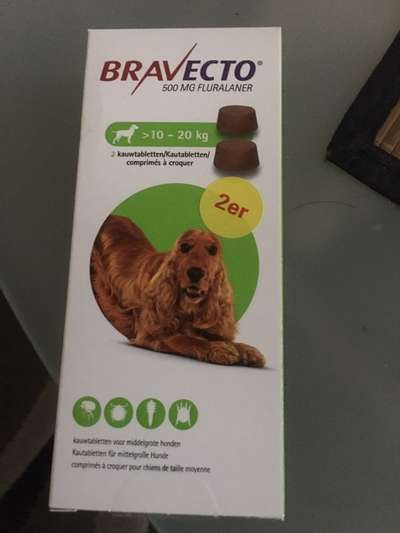 BRAVECTO®
500 MG FLURALANER
>10 – 20 kg
2 kauwtabletten/Kautabletten/
comprimés à croquer
2er
kauwtabletten voor middelgrote honden
Kautabletten für mittelgroße Hunde
comprimés à croquer pour chiens de taille moyenne